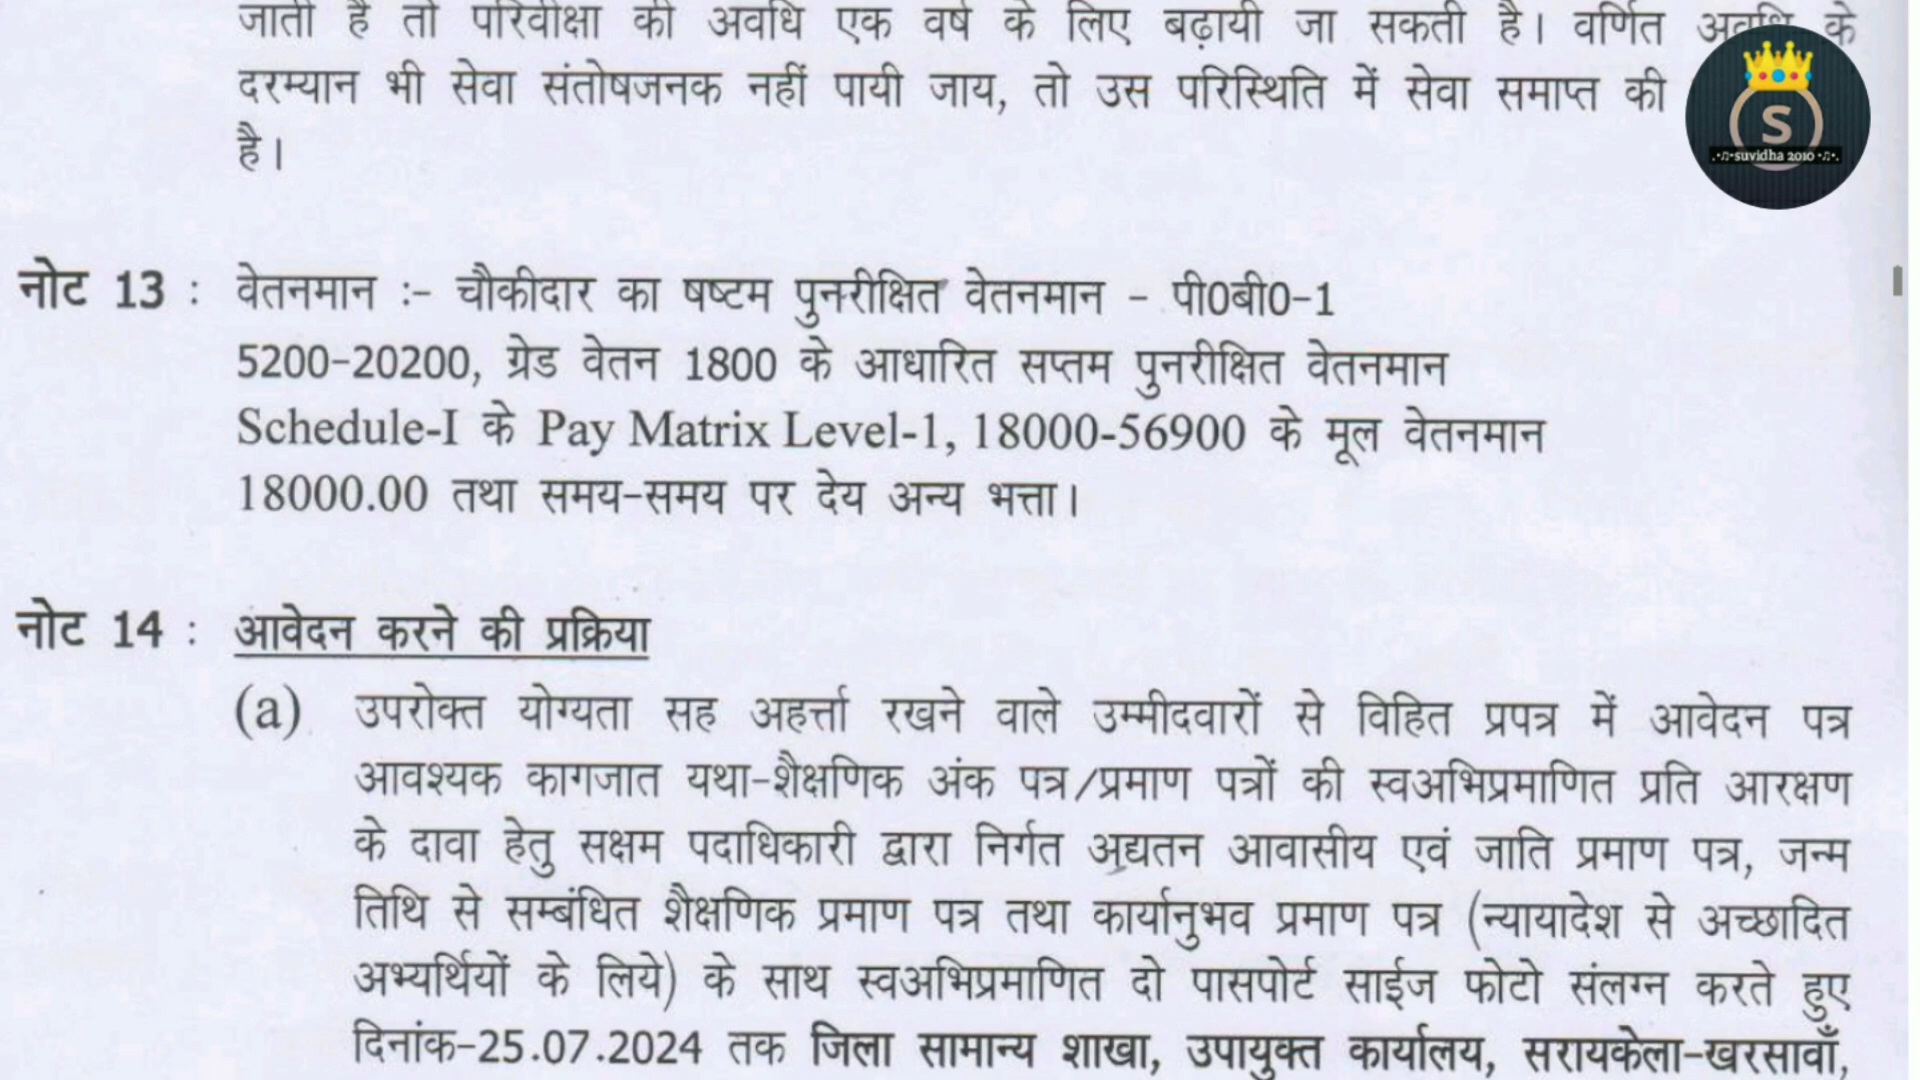 जाती है तो परिवीक्षा की अवधि एक वर्ष के लिए बढ़ायी जा सकती है। वर्णित अवधि के
दरम्यान भी सेवा संतोषजनक नहीं पायी जाय, तो उस परिस्थिति में सेवा समाप्त की
है।
S
suvidha 2010
नोट 13 : वेतनमान :- चौकीदार का षष्टम पुनरीक्षित वेतनमान - पी0बी0-1
5200-20200, ग्रेड वेतन 1800 के आधारित सप्तम पुनरीक्षित वेतनमान
Schedule-I के Pay Matrix Level-1, 18000-56900 के मूल वेतनमान
18000.00 तथा समय-समय पर देय अन्य भत्ता।
नोट 14 : आवेदन करने की प्रक्रिया
(a) उपरोक्त योग्यता सह अहर्त्ता रखने वाले उम्मीदवारों से विहित प्रपत्र में आवेदन पत्र
आवश्यक कागजात यथा-शैक्षणिक अंक पत्र/प्रमाण पत्रों की स्वअभिप्रमाणित प्रति आरक्षण
के दावा हेतु सक्षम पदाधिकारी द्वारा निर्गत अद्यतन आवासीय एवं जाति प्रमाण पत्र, जन्म
तिथि से सम्बंधित शैक्षणिक प्रमाण पत्र तथा कार्यानुभव प्रमाण पत्र (न्यायादेश से अच्छादित
अभ्यर्थियों के लिये) के साथ स्वअभिप्रमाणित दो पासपोर्ट साईज फोटो संलग्न करते हुए
दिनांक-25.07.2024 तक जिला सामान्य शाखा, उपायुक्त कार्यालय, सरायकेला-खरसावाँ,